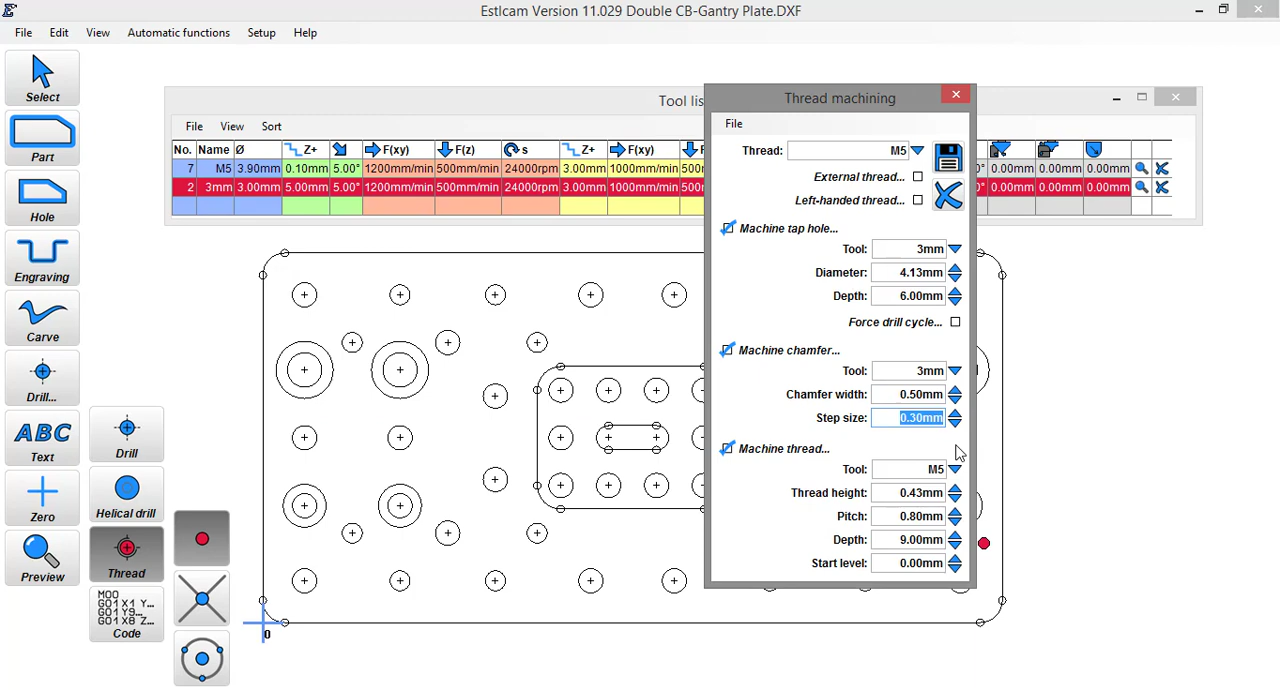 Estlcam Version 11.029 Double CB-Gantry Plate.DXF
File Edit View Automatic functions Setup Help
Select
Part
Hole
Engraving
Carve
Drill...
ABC
Text
Zero
Preview
Drill
Helical drill
Thread
M00
G01 X1 Y...
G01 Y9...
G01 X8 Z...
Code
Tool lis
File View Sort
No. Name Ø Z+ F(xy) F(z) s Z+ F(xy) F
7 M5 3.90mm 0.10mm 5.00° 1200mm/min 500mm/min 24000rpm 3.00mm 1000mm/min 500 0° 0.00mm 0.00mm 0.00mm
2 3mm 3.00mm 5.00mm 5.00° 1200mm/min 500mm/min 24000rpm 3.00mm 1000mm/min 500 0° 0.00mm 0.00mm 0.00mm
0
Thread machining
File
Thread: M5
External thread...
Left-handed thread...
Machine tap hole...
Tool: 3mm
Diameter: 4.13mm
Depth: 6.00mm
Force drill cycle...
Machine chamfer...
Tool: 3mm
Chamfer width: 0.50mm
Step size: 0.30mm
Machine thread...
Tool: M5
Thread height: 0.43mm
Pitch: 0.80mm
Depth: 9.00mm
Start level: 0.00mm